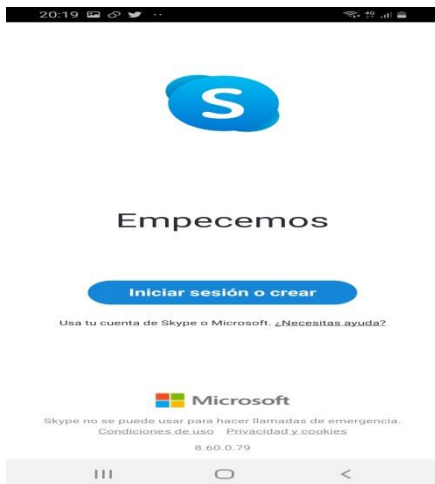 20:19
S
Empecemos
Iniciar sesión o crear
Usa tu cuenta de Skype o Microsoft. ¿Necesitas ayuda?
Microsoft
Skype no se puede usar para hacer llamadas de emergencia.
Condiciones de uso Privacidad y cookies
8.60.0.79